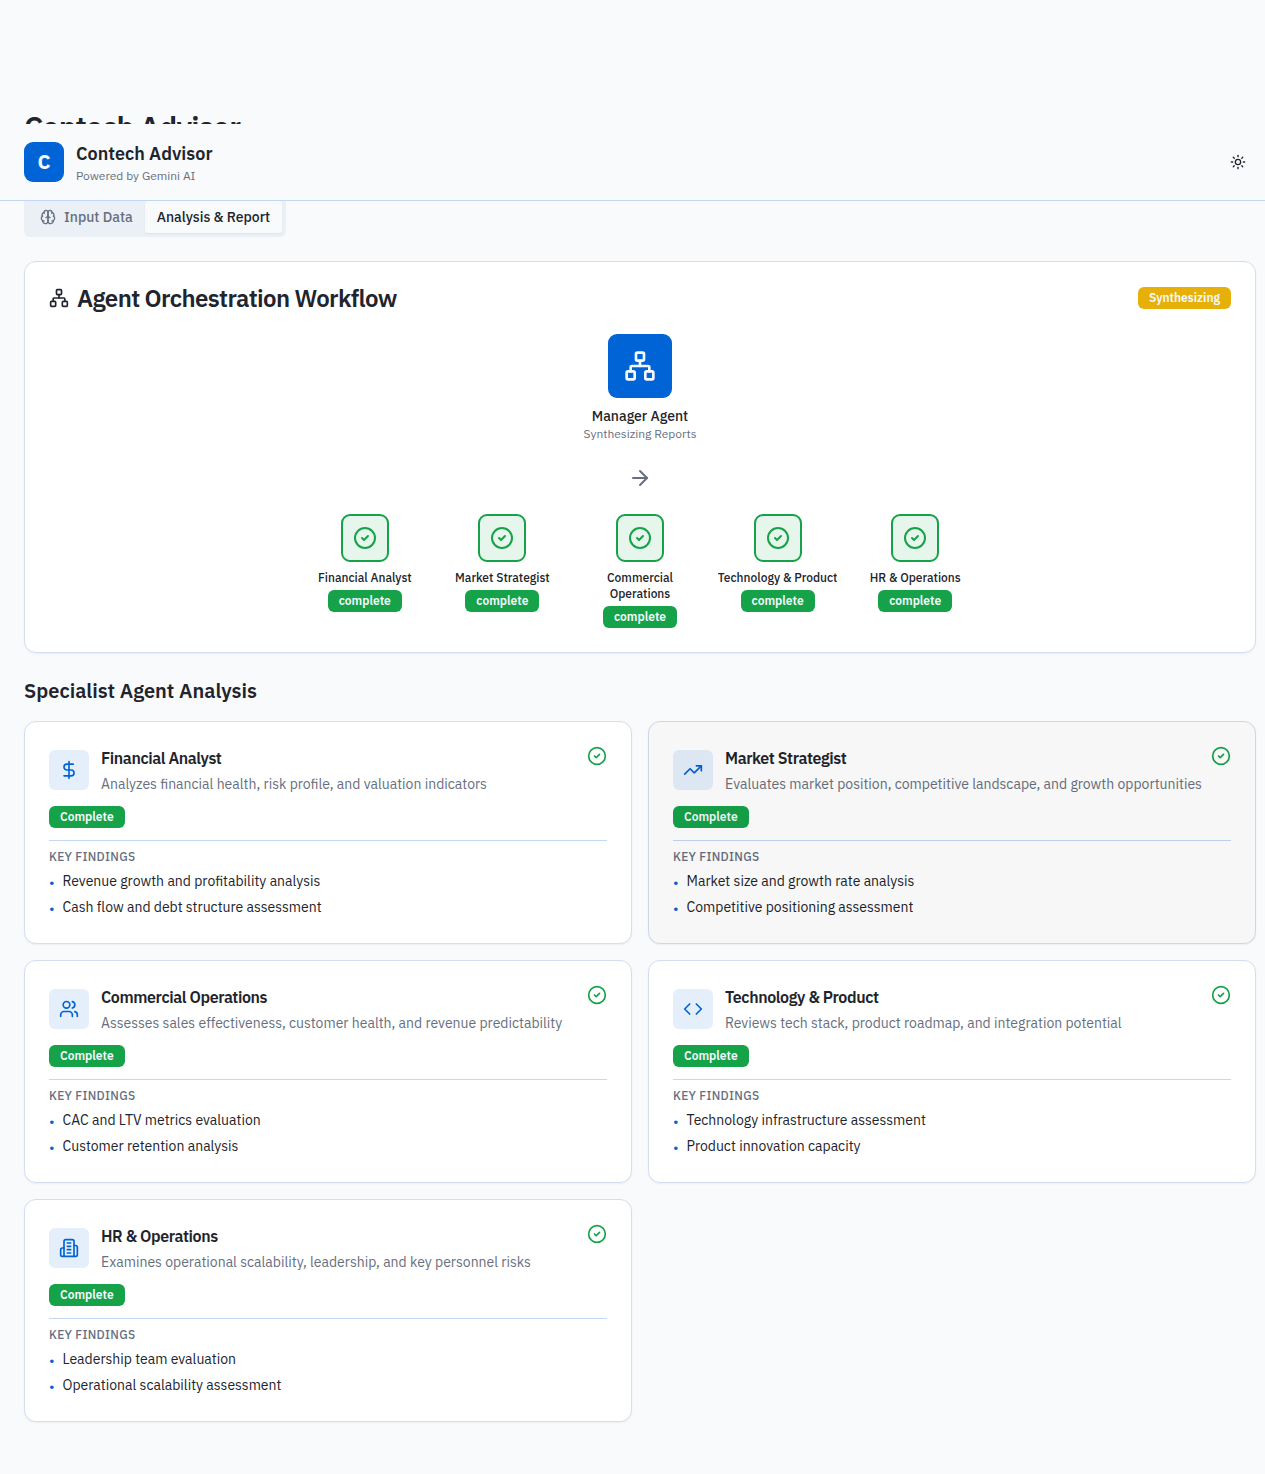 Contech Advisor
C
Contech Advisor
Powered by Gemini AI
Input Data
Analysis & Report
Agent Orchestration Workflow
Synthesizing
Manager Agent
Synthesizing Reports
Financial Analyst
complete
Market Strategist
complete
Commercial
Operations
complete
Technology & Product
complete
HR & Operations
complete
Specialist Agent Analysis
Financial Analyst
Analyzes financial health, risk profile, and valuation indicators
Complete
KEY FINDINGS
• Revenue growth and profitability analysis
• Cash flow and debt structure assessment
Market Strategist
Evaluates market position, competitive landscape, and growth opportunities
Complete
KEY FINDINGS
• Market size and growth rate analysis
• Competitive positioning assessment
Commercial Operations
Assesses sales effectiveness, customer health, and revenue predictability
Complete
KEY FINDINGS
• CAC and LTV metrics evaluation
• Customer retention analysis
Technology & Product
Reviews tech stack, product roadmap, and integration potential
Complete
KEY FINDINGS
• Technology infrastructure assessment
• Product innovation capacity
HR & Operations
Examines operational scalability, leadership, and key personnel risks
Complete
KEY FINDINGS
• Leadership team evaluation
• Operational scalability assessment